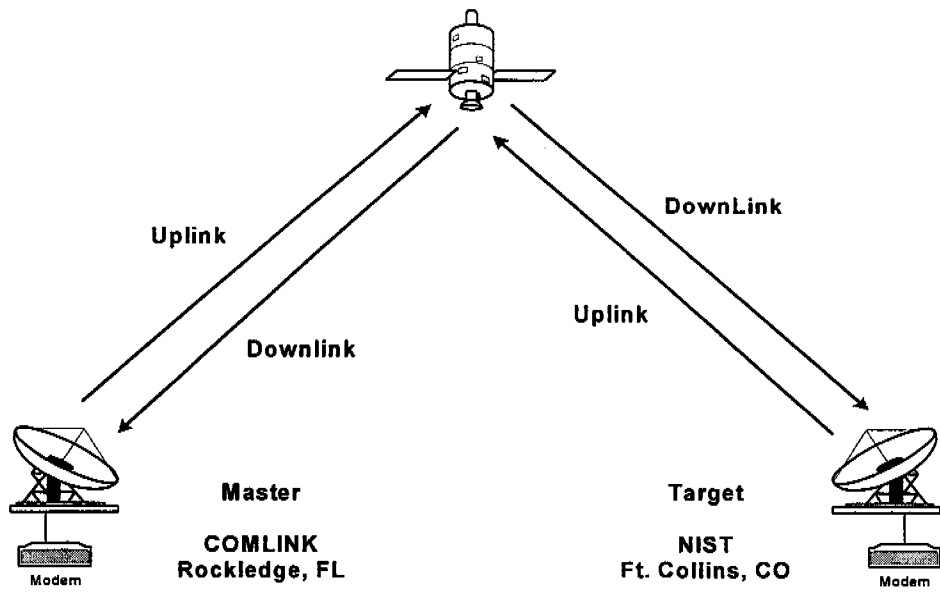 DownLink
Uplink
Uplink
Downlink
Master
Target
COMLINK
Rockledge, FL
NIST
Ft. Collins, CO
Modem
Modem